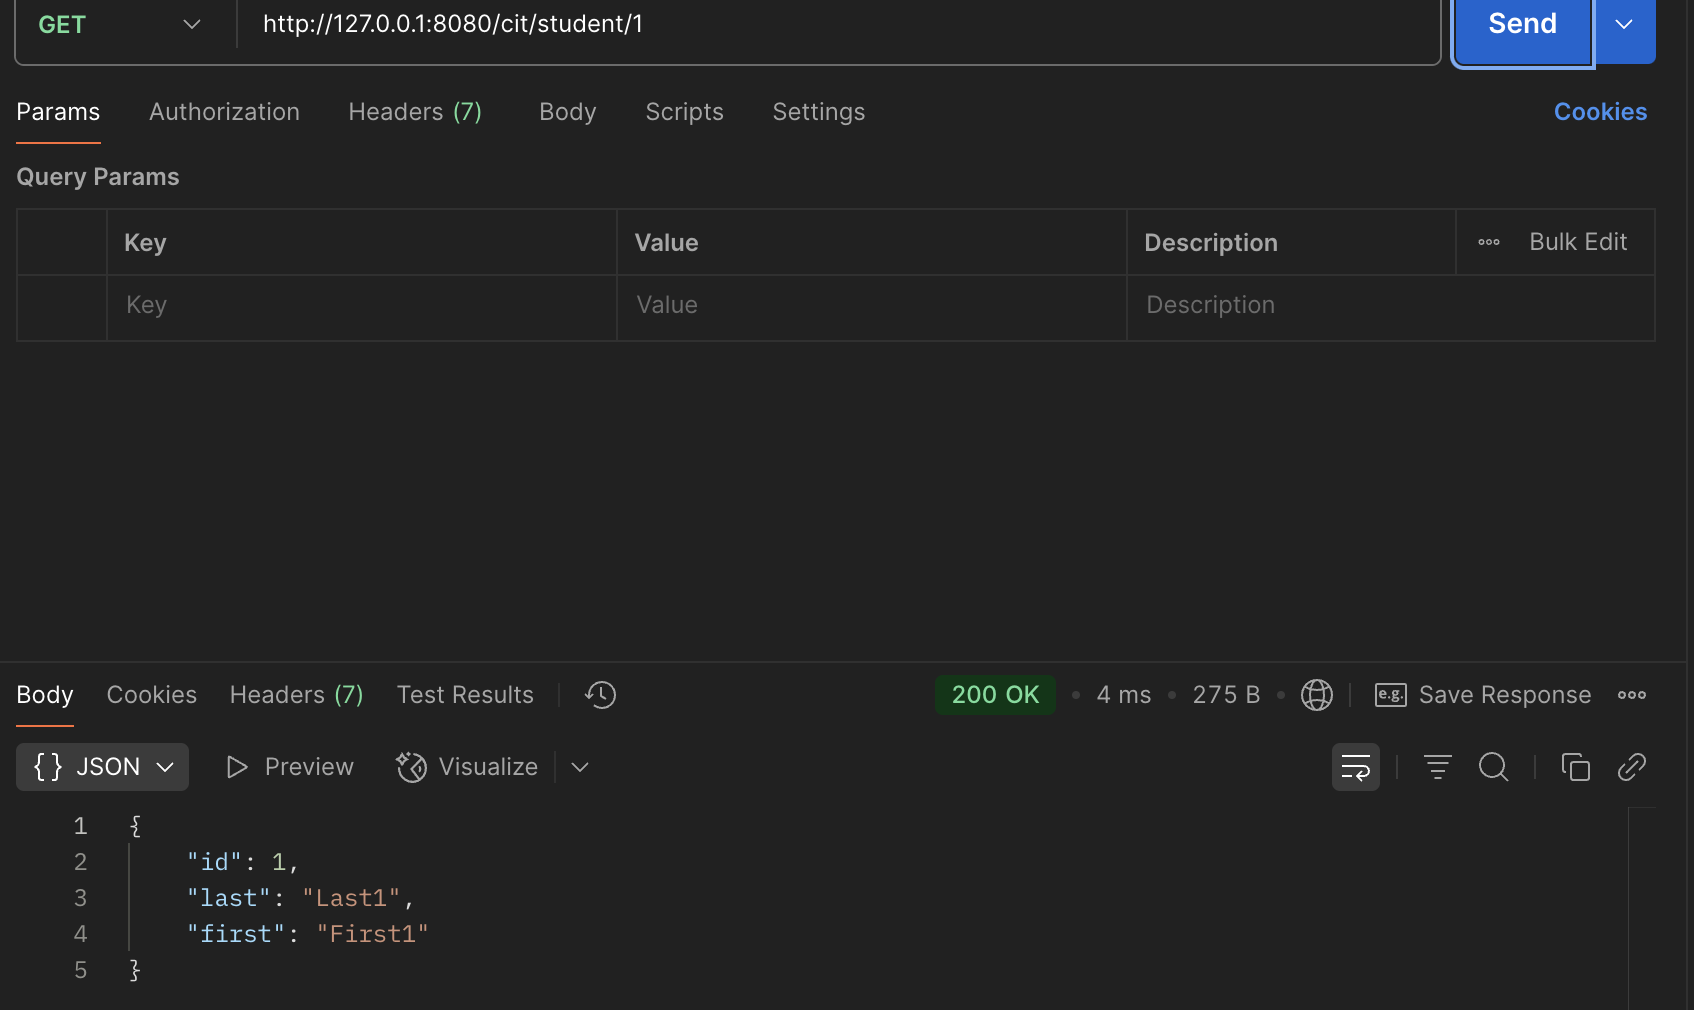 GET http://127.0.0.1:8080/cit/student/1 Send
Params Authorization Headers (7) Body Scripts Settings Cookies
Query Params
Key Value Description Bulk Edit
Key Value Description
Body Cookies Headers (7) Test Results 200 OK • 4 ms • 275 B • e.g. Save Response
{} JSON Preview Visualize
1 {
2 "id": 1,
3 "last": "Last1",
4 "first": "First1"
5 }